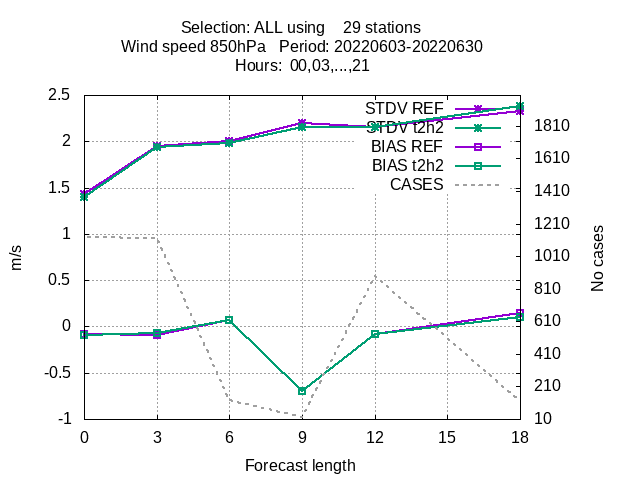 Selection: ALL using    29 stations
Wind speed 850hPa   Period: 20220603-20220630
Hours:  00,03,...,21
STDV REF
STDV t2h2
BIAS REF
BIAS t2h2
CASES
2.5
2
1.5
1
0.5
0
-0.5
-1
m/s
1810
1610
1410
1210
1010
810
610
410
210
10
No cases
0 3 6 9 12 15 18
Forecast length